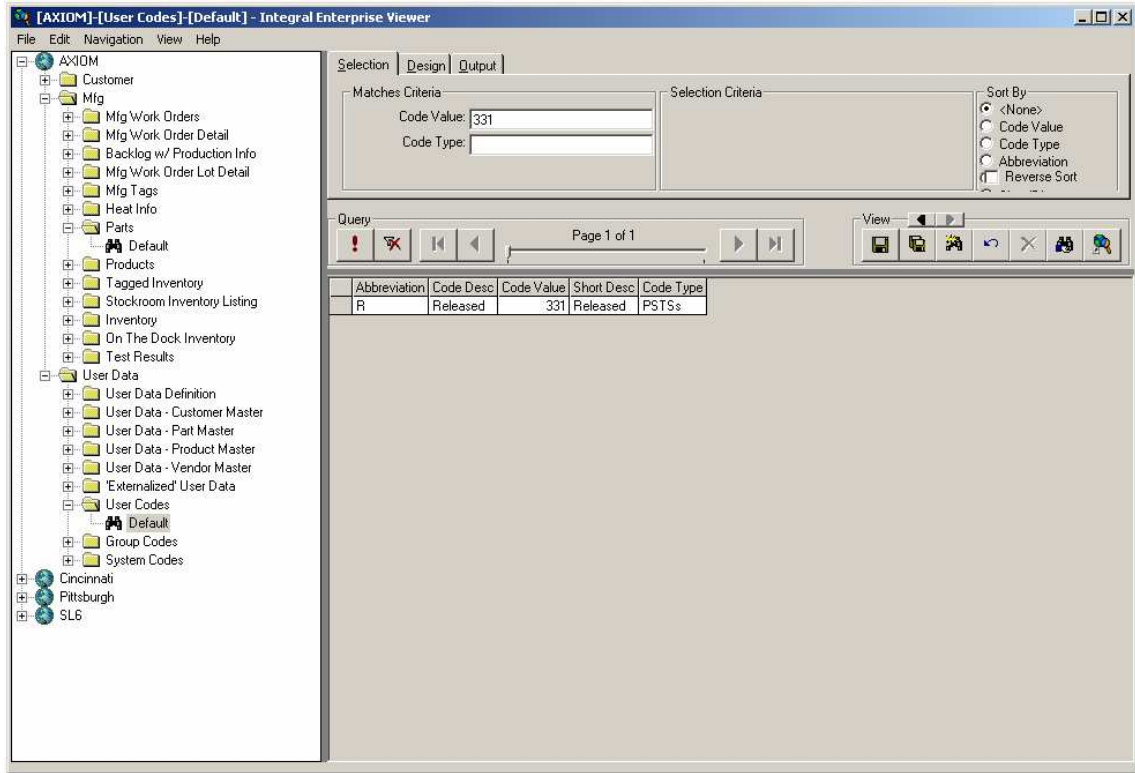 [AXIOM]-[User Codes]-[Default] - Integral Enterprise Viewer
File Edit Navigation View Help
AXIOM
Customer
Mfg
Mfg Work Orders
Mfg Work Order Detail
Backlog w/ Production Info
Mfg Work Order Lot Detail
Mfg Tags
Heat Info
Parts
Default
Products
Tagged Inventory
Stockroom Inventory Listing
Inventory
On The Dock Inventory
Test Results
User Data
User Data Definition
User Data - Customer Master
User Data - Part Master
User Data - Product Master
User Data - Vendor Master
'Externalized' User Data
User Codes
Default
Group Codes
System Codes
Cincinnati
Pittsburgh
SL6
Selection Design Output
Matches Criteria
Code Value: 331
Code Type:
Selection Criteria
Sort By
<None>
Code Value
Code Type
Abbreviation
Reverse Sort
Query
Page 1 of 1
View
Abbreviation Code Desc Code Value Short Desc Code Type
R Released 331 Released PSTSs